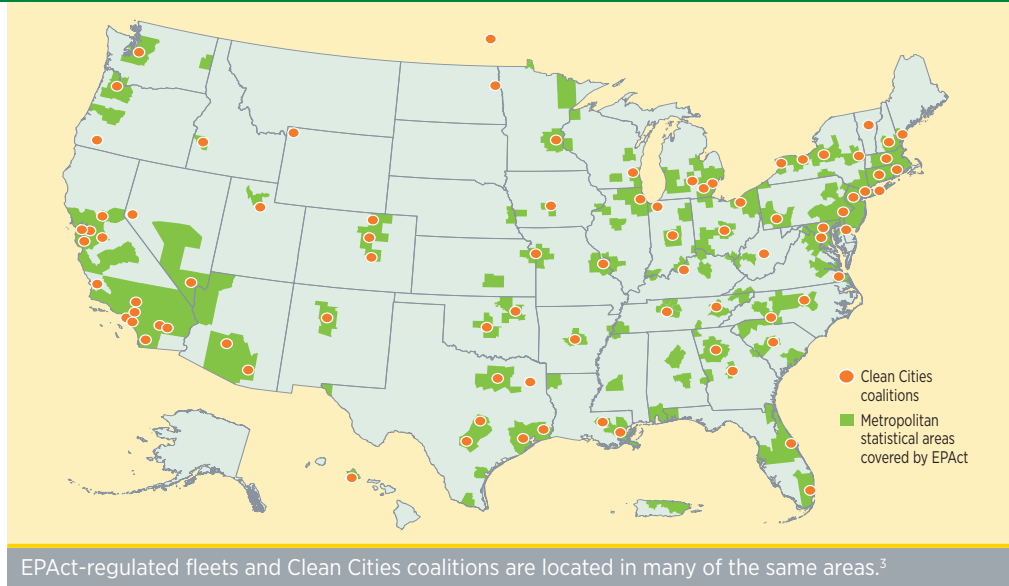 Clean Cities
coalitions
Metropolitan
statistical areas
covered by EPAct
EPAct-regulated fleets and Clean Cities coalitions are located in many of the same areas.³